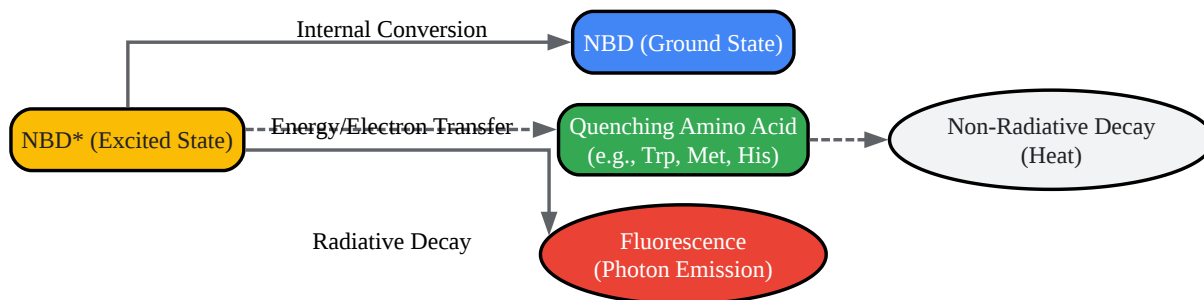 Internal Conversion
NBD (Ground State)
NBD* (Excited State)
Energy/Electron Transfer
Quenching Amino Acid
(e.g., Trp, Met, His)
Non-Radiative Decay
(Heat)
Radiative Decay
Fluorescence
(Photon Emission)